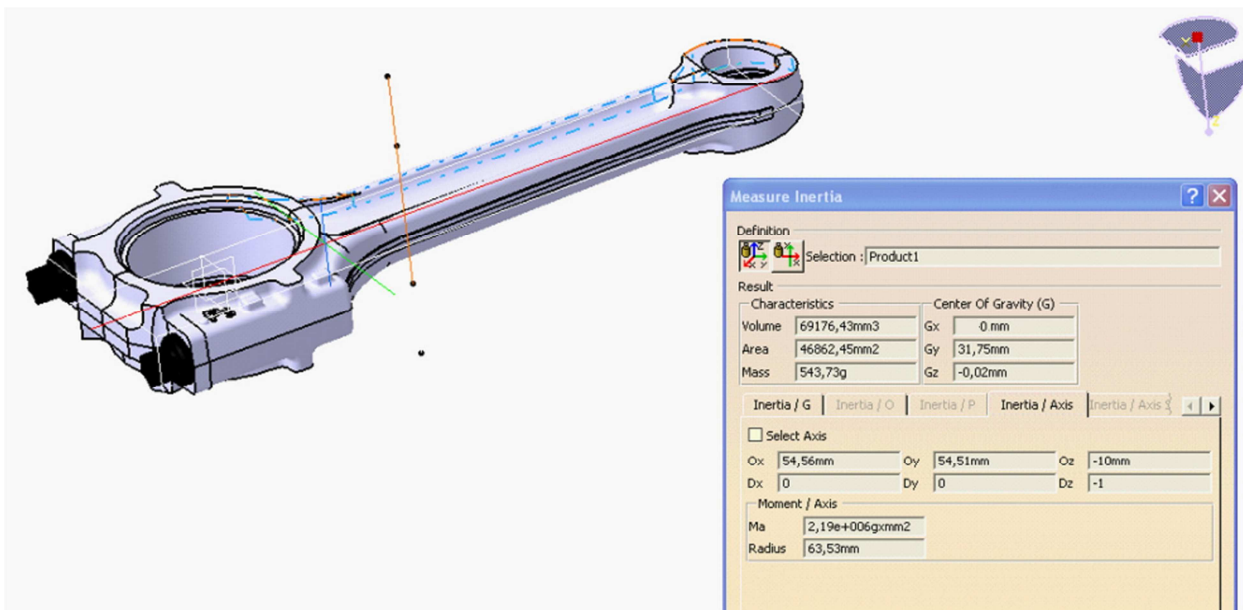 Measure Inertia
Definition
Selection : Product1
Result
Characteristics Center Of Gravity (G)
Volume 69176,43mm3 Gx 0 mm
Area 46862,45mm2 Gy 31,75mm
Mass 543,73g Gz -0,02mm
Inertia / G Inertia / O Inertia / P Inertia / Axis Inertia / Axis
Select Axis
Ox 54,56mm Oy 54,51mm Oz -10mm
Dx 0 Dy 0 Dz -1
Moment / Axis
Ma 2,19e+006gxmm2
Radius 63,53mm